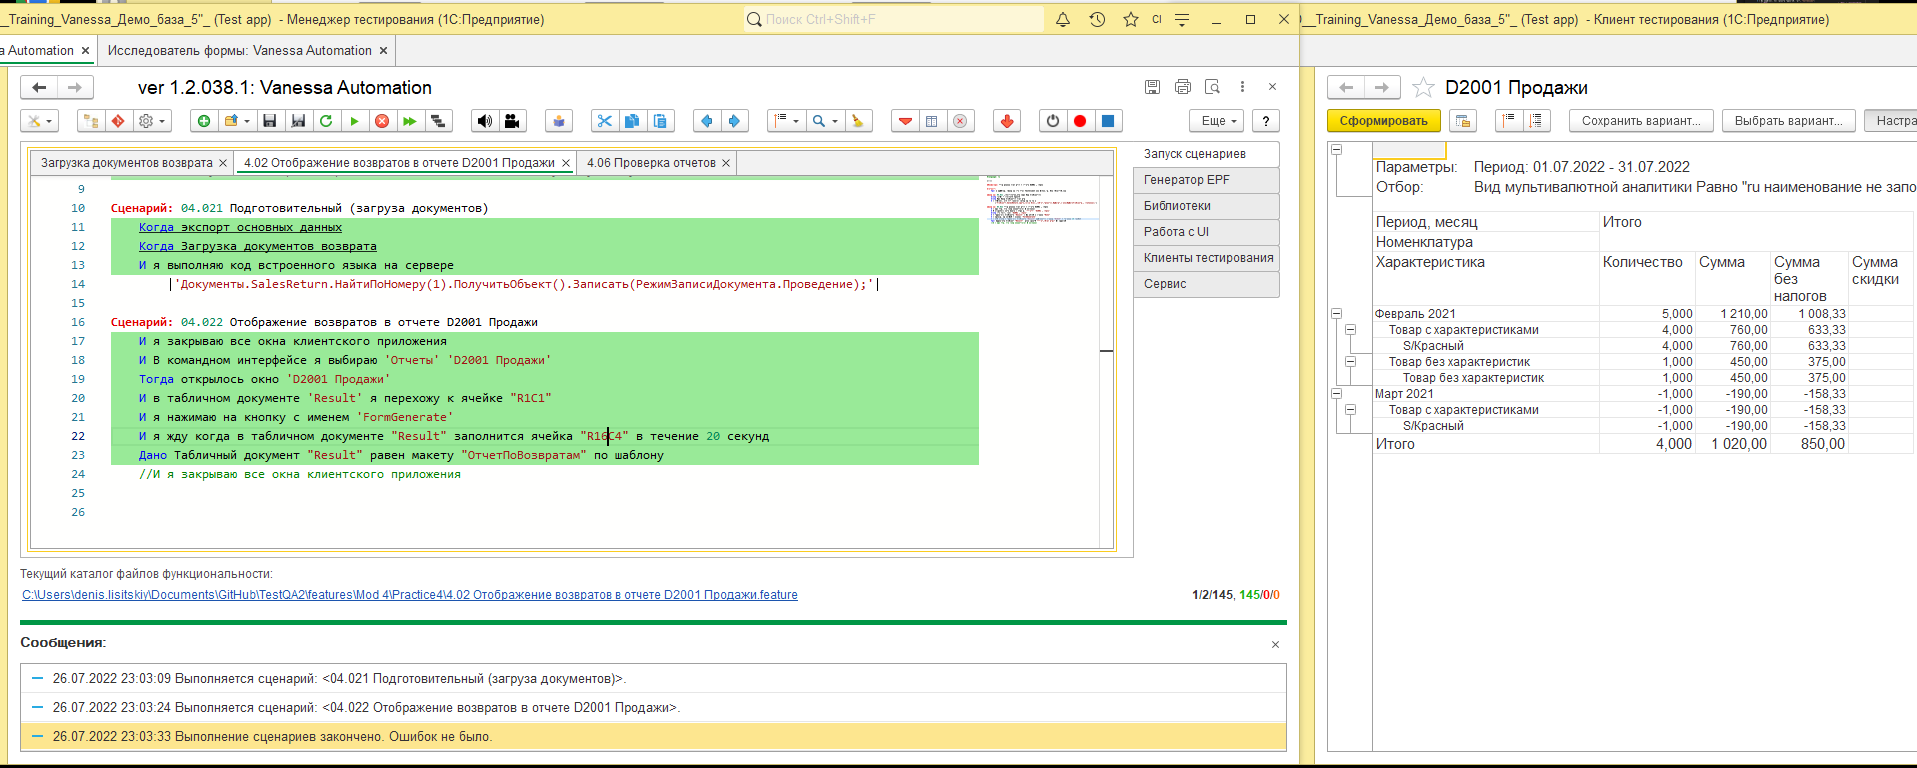 _Training_Vanessa_Демо_база_5"_ (Test app) - Менеджер тестирования (1С:Предприятие)
Поиск Ctrl+Shift+F
CI
_Training_Vanessa_Демо_база_5"_ (Test app) - Клиент тестирования (1С:Предприятие)
a Automation ×
Исследователь формы: Vanessa Automation ×
ver 1.2.038.1: Vanessa Automation
D2001 Продажи
Еще
?
Сформировать
Сохранить вариант...
Выбрать вариант...
Настра
Загрузка документов возврата ×
4.02 Отображение возвратов в отчете D2001 Продажи ×
4.06 Проверка отчетов ×
Запуск сценариев
Генератор EPF
Библиотеки
Работа с UI
Клиенты тестирования
Сервис
9
10 Сценарий: 04.021 Подготовительный (загруза документов)
11 Когда экспорт основных данных
12 Когда Загрузка документов возврата
13 И я выполняю код встроенного языка на сервере
14 |'Документы.SalesReturn.НайтиПоНомеру(1).ПолучитьОбъект().Записать(РежимЗаписиДокумента.Проведение);'|
15
16 Сценарий: 04.022 Отображение возвратов в отчете D2001 Продажи
17 И я закрываю все окна клиентского приложения
18 И В командном интерфейсе я выбираю 'Отчеты' 'D2001 Продажи'
19 Тогда открылось окно 'D2001 Продажи'
20 И в табличном документе 'Result' я перехожу к ячейке "R1C1"
21 И я нажимаю на кнопку с именем 'FormGenerate'
22 И я жду когда в табличном документе "Result" заполнится ячейка "R16C4" в течение 20 секунд
23 Дано Табличный документ "Result" равен макету "ОтчетПоВозвратам" по шаблону
24 //И я закрываю все окна клиентского приложения
25
26
Текущий каталог файлов функциональности:
C:\Users\denis.lisitskiy\Documents\GitHub\TestQA2\features\Mod 4\Practice4\4.02 Отображение возвратов в отчете D2001 Продажи.feature
1/2/145, 145/0/0
Сообщения:
26.07.2022 23:03:09 Выполняется сценарий: <04.021 Подготовительный (загруза документов)>.
26.07.2022 23:03:24 Выполняется сценарий: <04.022 Отображение возвратов в отчете D2001 Продажи>.
26.07.2022 23:03:33 Выполнение сценариев закончено. Ошибок не было.
Параметры: Период: 01.07.2022 - 31.07.2022
Отбор: Вид мультивалютной аналитики Равно "ru наименование не запо
Период, месяц Итого
Номенклатура
Характеристика Количество Сумма Сумма без налогов Сумма скидки
Февраль 2021 5,000 1 210,00 1 008,33
Товар с характеристиками 4,000 760,00 633,33
S/Красный 4,000 760,00 633,33
Товар без характеристик 1,000 450,00 375,00
Товар без характеристик 1,000 450,00 375,00
Март 2021 -1,000 -190,00 -158,33
Товар с характеристиками -1,000 -190,00 -158,33
S/Красный -1,000 -190,00 -158,33
Итого 4,000 1 020,00 850,00